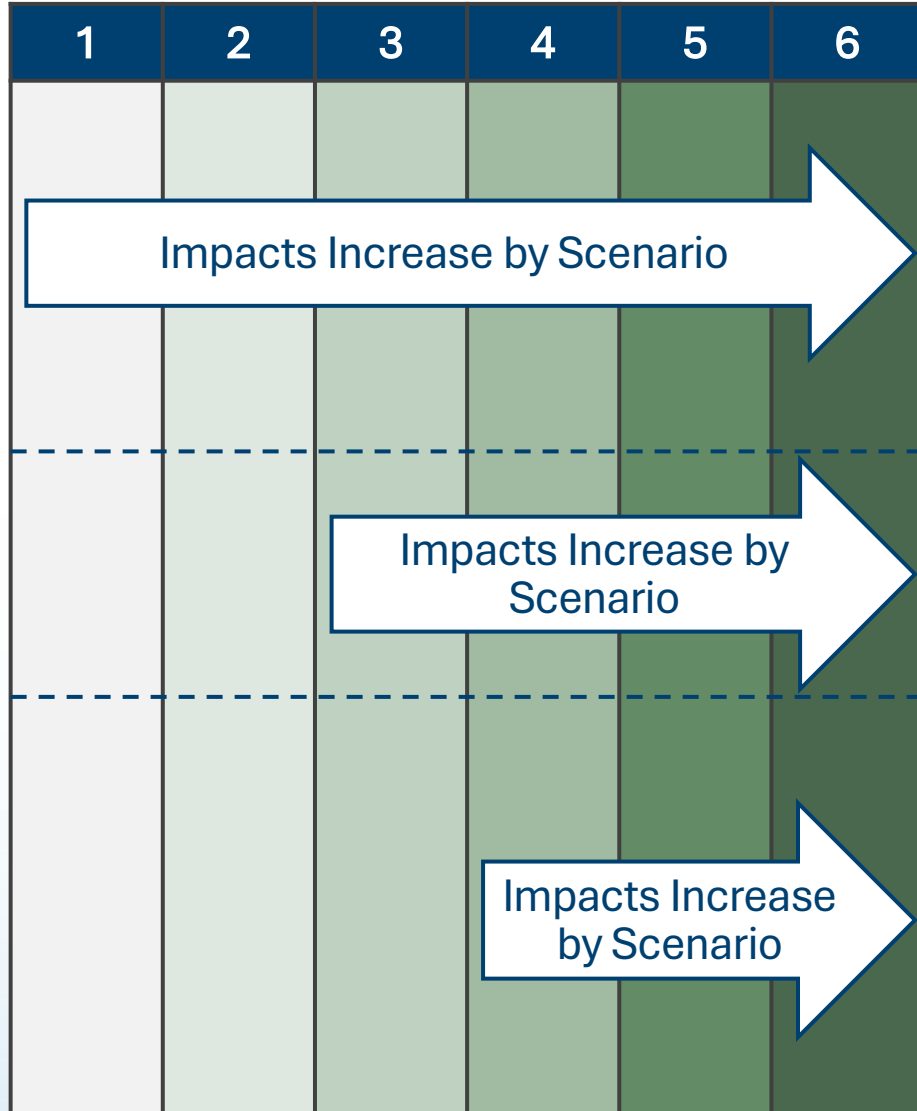 1 2 3 4 5 6
Impacts Increase by Scenario
Impacts Increase by
Scenario
Impacts Increase
by Scenario